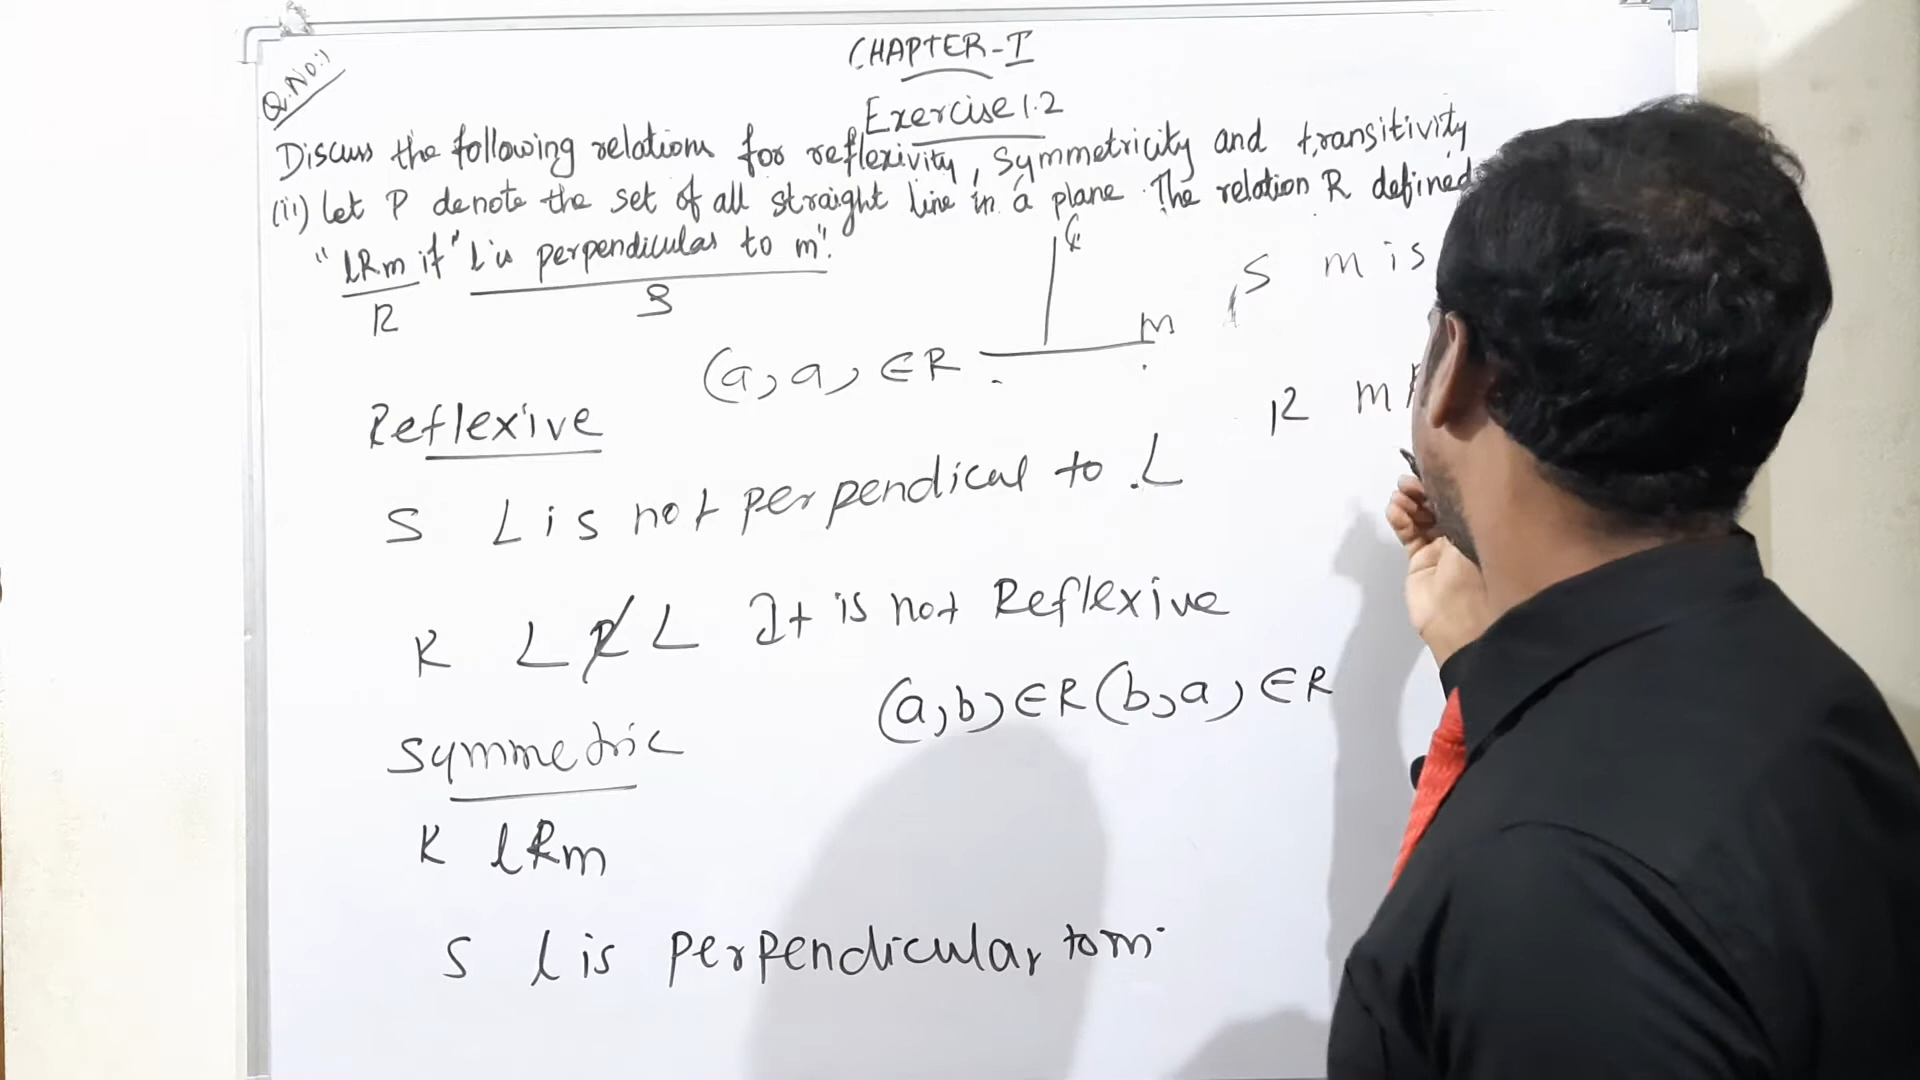 CHAPTER-I
Q.No:1
Exercise 1.2
Discuss the following relations for reflexivity, Symmetricity and transitivity
(ii) Let P denote the set of all straight line in a plane. The relation R defined
"lRm if "l is perpendicular to m".
R S
(a, a) ∈ R
m
S m is
R m
Reflexive
S L is not perpendical to L
R L R̸ L It is not Reflexive
(a,b) ∈ R (b,a) ∈ R
Symmetric
R lRm
S l is perpendicular to m